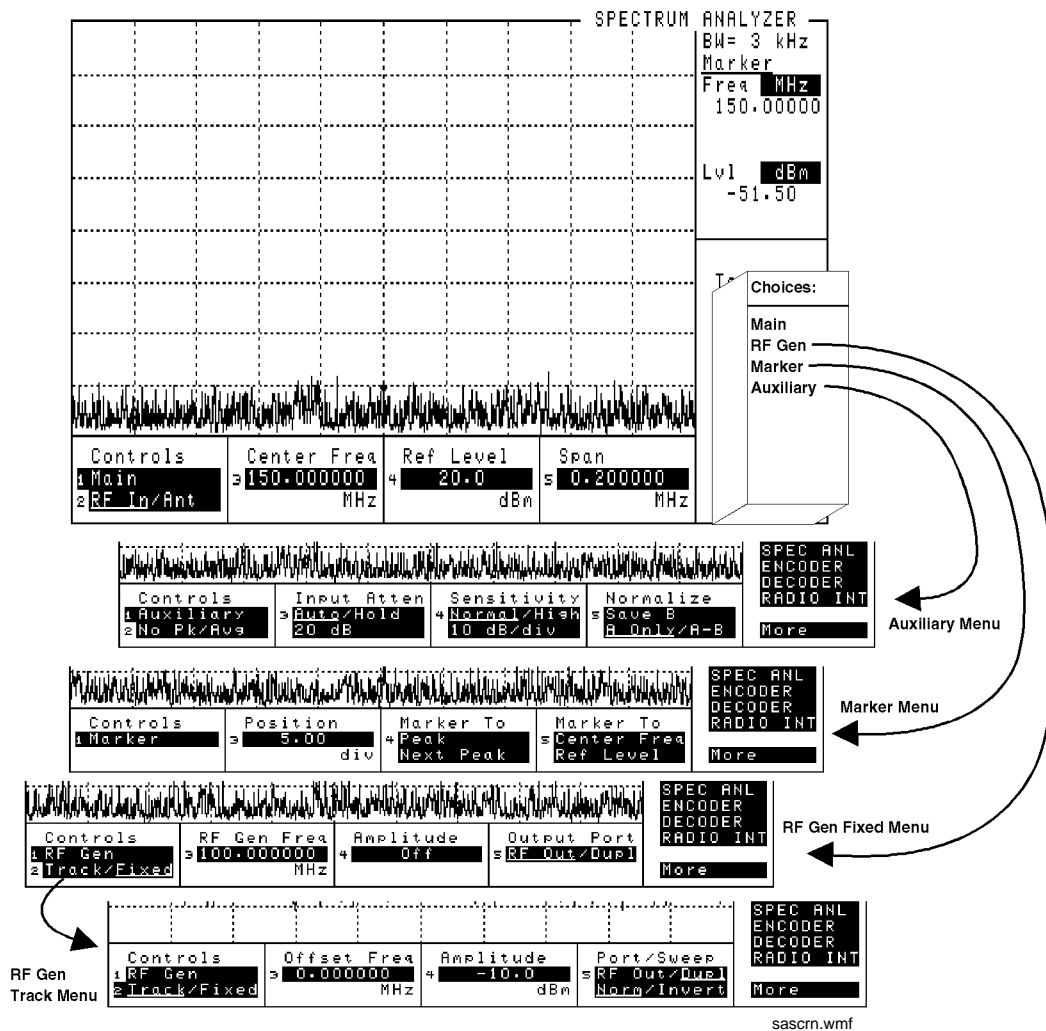 SPECTRUM ANALYZER
BW= 3 kHz
Marker
Freq MHz
150.00000
Lvl dBm
-51.50
Choices:
Main
RF Gen
Marker
Auxiliary
Controls
1 Main
2 RF In/Ant
Center Freq
3 150.000000
MHz
Ref Level
4 20.0
dBm
Span
5 0.200000
MHz
Controls
1 Auxiliary
2 No Pk/Avg
Input Atten
3 Auto/Hold
20 dB
Sensitivity
4 Normal/High
10 dB/div
Normalize
5 Save B
A Only/A-B
SPEC ANL
ENCODER
DECODER
RADIO INT
More
Auxiliary Menu
Controls
1 Marker
Position
3 5.00
div
Marker To
4 Peak
Next Peak
Marker To
5 Center Freq
Ref Level
SPEC ANL
ENCODER
DECODER
RADIO INT
More
Marker Menu
Controls
1 RF Gen
2 Track/Fixed
RF Gen Freq
3 100.000000
MHz
Amplitude
4 Off
Output Port
5 RF Out/Dupl
SPEC ANL
ENCODER
DECODER
RADIO INT
More
RF Gen Fixed Menu
RF Gen
Track Menu
Controls
1 RF Gen
2 Track/Fixed
Offset Freq
3 0.000000
MHz
Amplitude
4 -10.0
dBm
Port/Sweep
5 RF Out/Dupl
Norm/Invert
SPEC ANL
ENCODER
DECODER
RADIO INT
More
sascrn.wmf